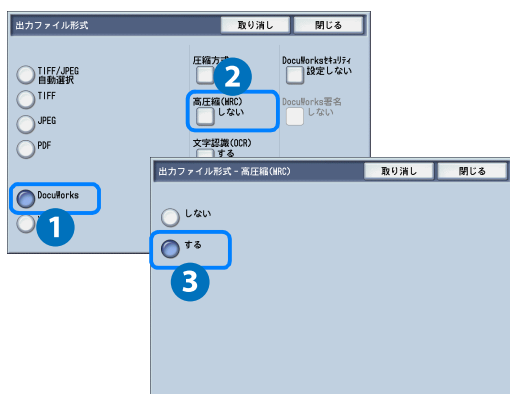 出力ファイル形式
取り消し
閉じる
TIFF/JPEG
自動選択
TIFF
JPEG
PDF
DocuWorks
1
2
高圧縮(MRC)
しない
文字認識(OCR)
する
DocuWorksセキュリティ
設定しない
DocuWorks署名
しない
出力ファイル形式 - 高圧縮(MRC)
取り消し
閉じる
しない
する
3